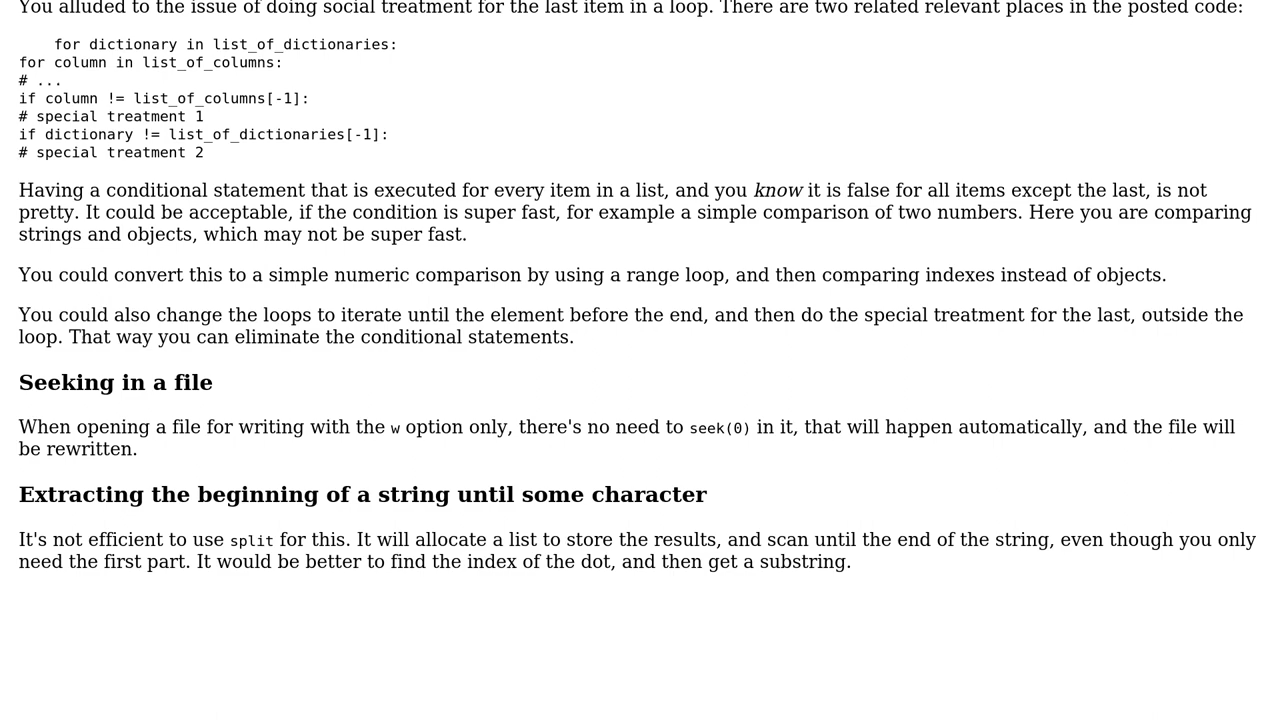 You alluded to the issue of doing social treatment for the last item in a loop. There are two related relevant places in the posted code:
    for dictionary in list_of_dictionaries:
for column in list_of_columns:
# ...
if column != list_of_columns[-1]:
# special treatment 1
if dictionary != list_of_dictionaries[-1]:
# special treatment 2
Having a conditional statement that is executed for every item in a list, and you know it is false for all items except the last, is not
pretty. It could be acceptable, if the condition is super fast, for example a simple comparison of two numbers. Here you are comparing
strings and objects, which may not be super fast.
You could convert this to a simple numeric comparison by using a range loop, and then comparing indexes instead of objects.
You could also change the loops to iterate until the element before the end, and then do the special treatment for the last, outside the
loop. That way you can eliminate the conditional statements.
Seeking in a file
When opening a file for writing with the w option only, there's no need to seek(0) in it, that will happen automatically, and the file will
be rewritten.
Extracting the beginning of a string until some character
It's not efficient to use split for this. It will allocate a list to store the results, and scan until the end of the string, even though you only
need the first part. It would be better to find the index of the dot, and then get a substring.